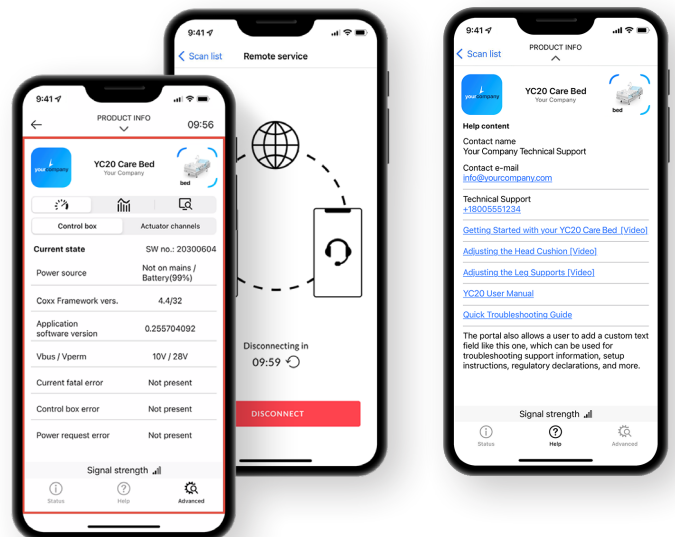 9:41
PRODUCT INFO
09:56
yourcompany
YC20 Care Bed
Your Company
bed
Control box
Actuator channels
Current state
SW no.: 20300604
Power source
Not on mains /
Battery(99%)
Coxx Framework vers.
4.4/32
Application
software version
0.255704092
Vbus / Vperm
10V / 28V
Current fatal error
Not present
Control box error
Not present
Power request error
Not present
Signal strength
Status
Help
Advanced
9:41
Scan list
Remote service
Disconnecting in
09:59
DISCONNECT
9:41
Scan list
PRODUCT INFO
yourcompany
YC20 Care Bed
Your Company
bed
Help content
Contact name
Your Company Technical Support
Contact e-mail
info@yourcompany.com
Technical Support
+18005551234
Getting Started with your YC20 Care Bed [Video]
Adjusting the Head Cushion [Video]
Adjusting the Leg Supports [Video]
YC20 User Manual
Quick Troubleshooting Guide
The portal also allows a user to add a custom text
field like this one, which can be used for
troubleshooting support information, setup
instructions, regulatory declarations, and more.
Signal strength
Status
Help
Advanced